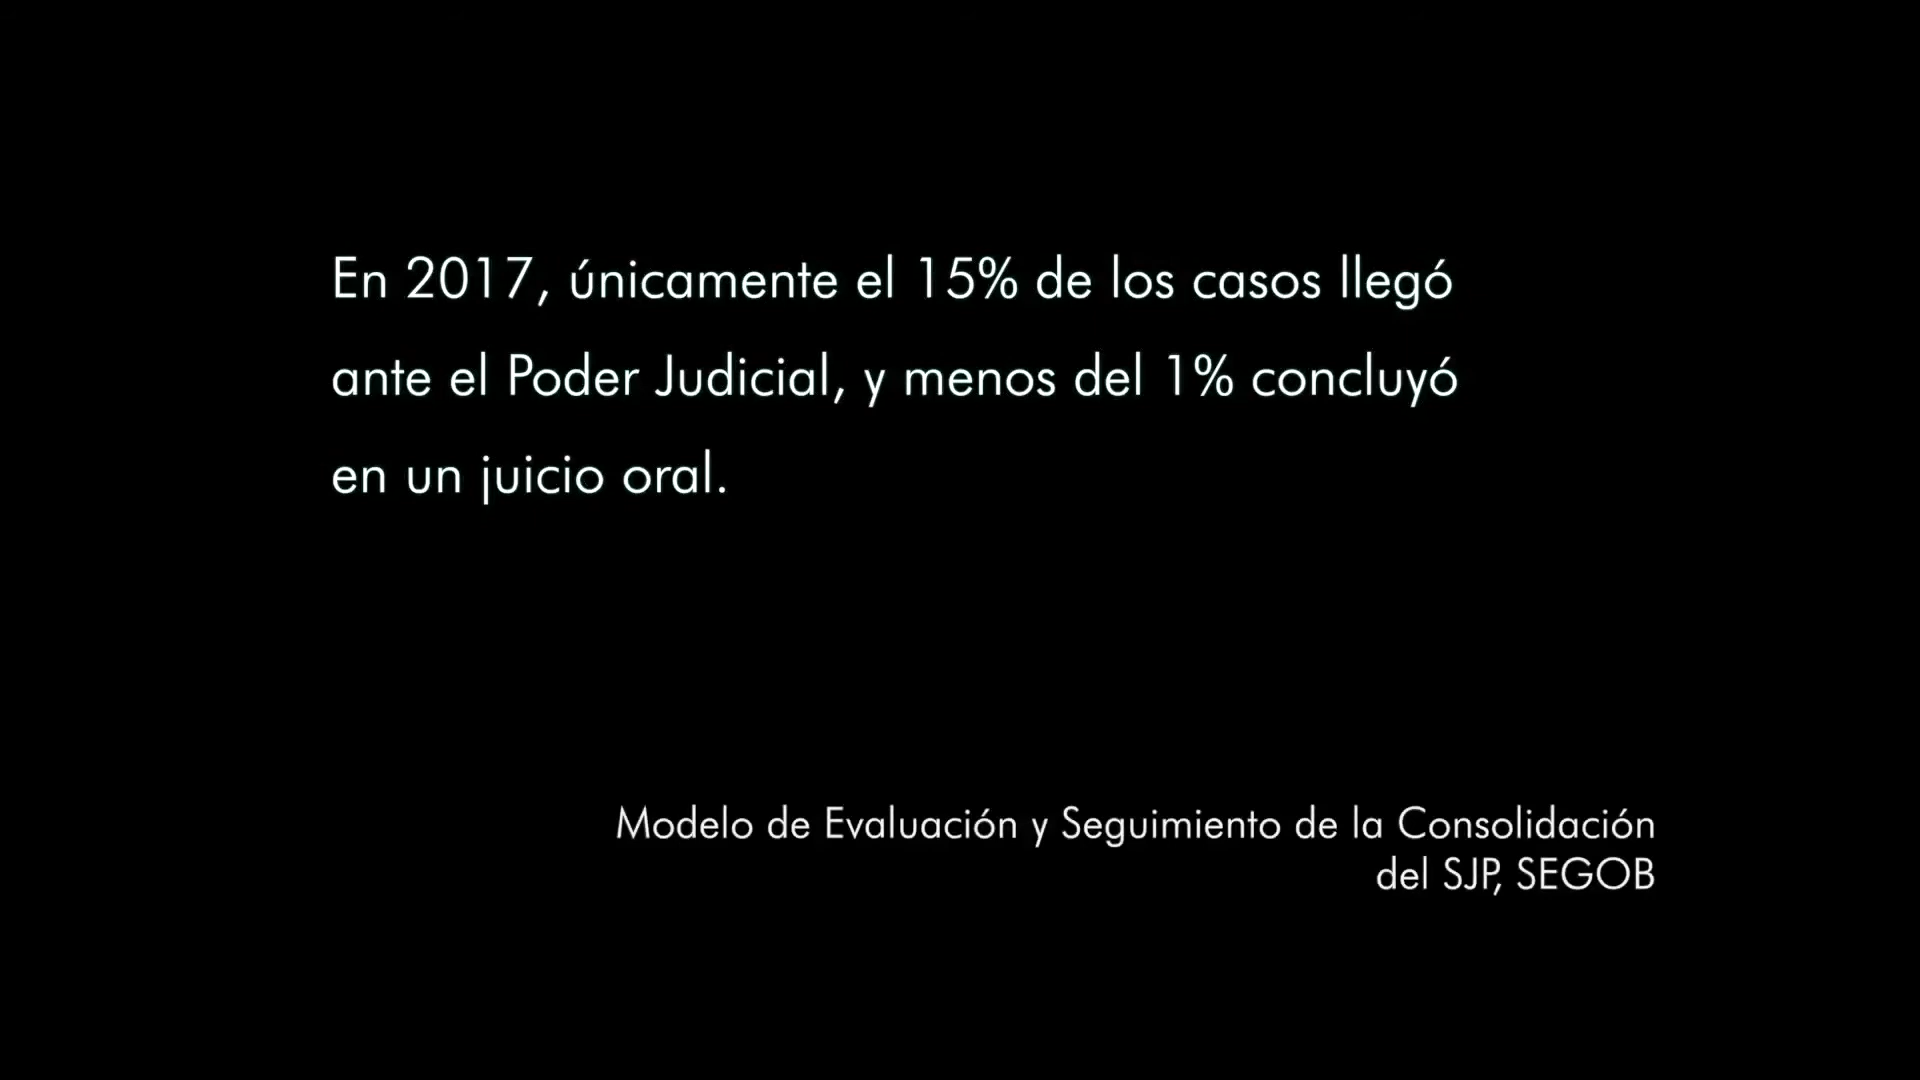 En 2017, únicamente el 15% de los casos llegó
ante el Poder Judicial, y menos del 1% concluyó
en un juicio oral.
Modelo de Evaluación y Seguimiento de la Consolidación
del SJP, SEGOB